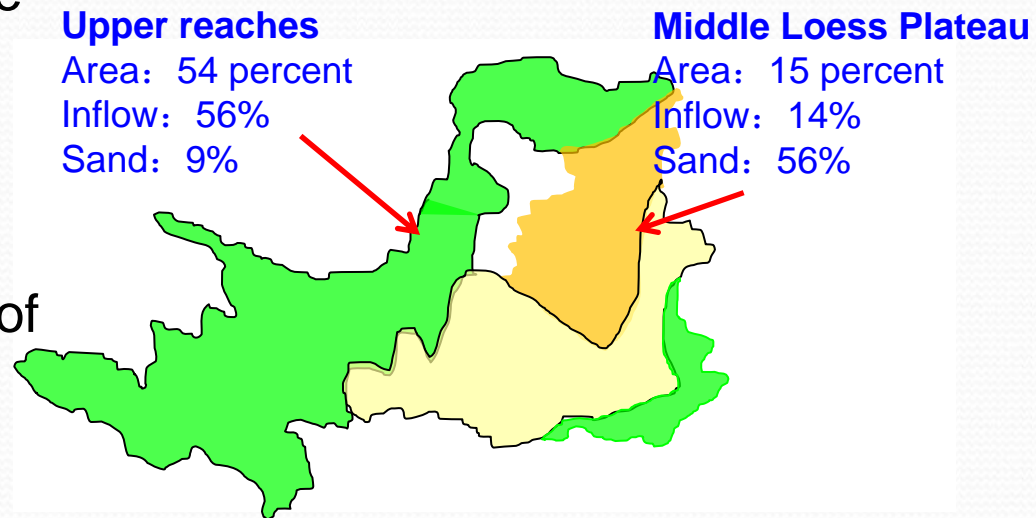 Upper reaches
Area：54 percent
Inflow：56%
Sand：9%
Middle Loess Plateau
Area：15 percent
Inflow：14%
Sand：56%
of